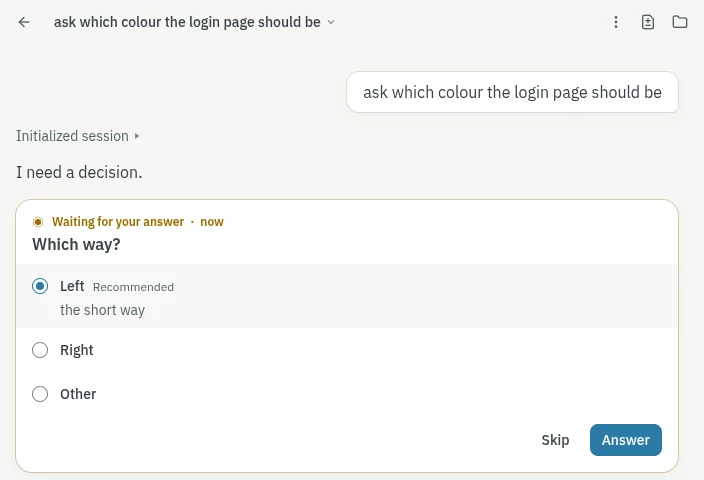 ask which colour the login page should be
ask which colour the login page should be
Initialized session
I need a decision.
Waiting for your answer · now
Which way?
Left Recommended
the short way
Right
Other
Skip Answer